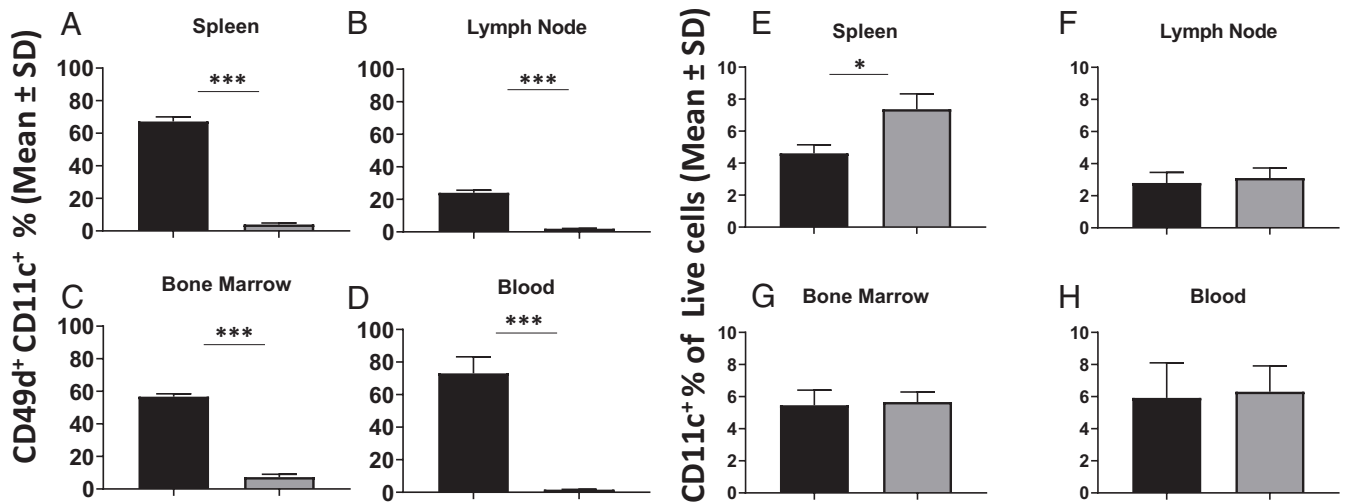 CD49d⁺ CD11c⁺ % (Mean ± SD)
A
Spleen
100
80
60
40
20
0
***
B
Lymph Node
100
80
60
40
20
0
***
C
Bone Marrow
100
80
60
40
20
0
***
D
Blood
100
80
60
40
20
0
***
CD11c⁺ % of Live cells (Mean ± SD)
E
Spleen
10
8
6
4
2
0
*
F
Lymph Node
10
8
6
4
2
0
G
Bone Marrow
10
8
6
4
2
0
H
Blood
10
8
6
4
2
0